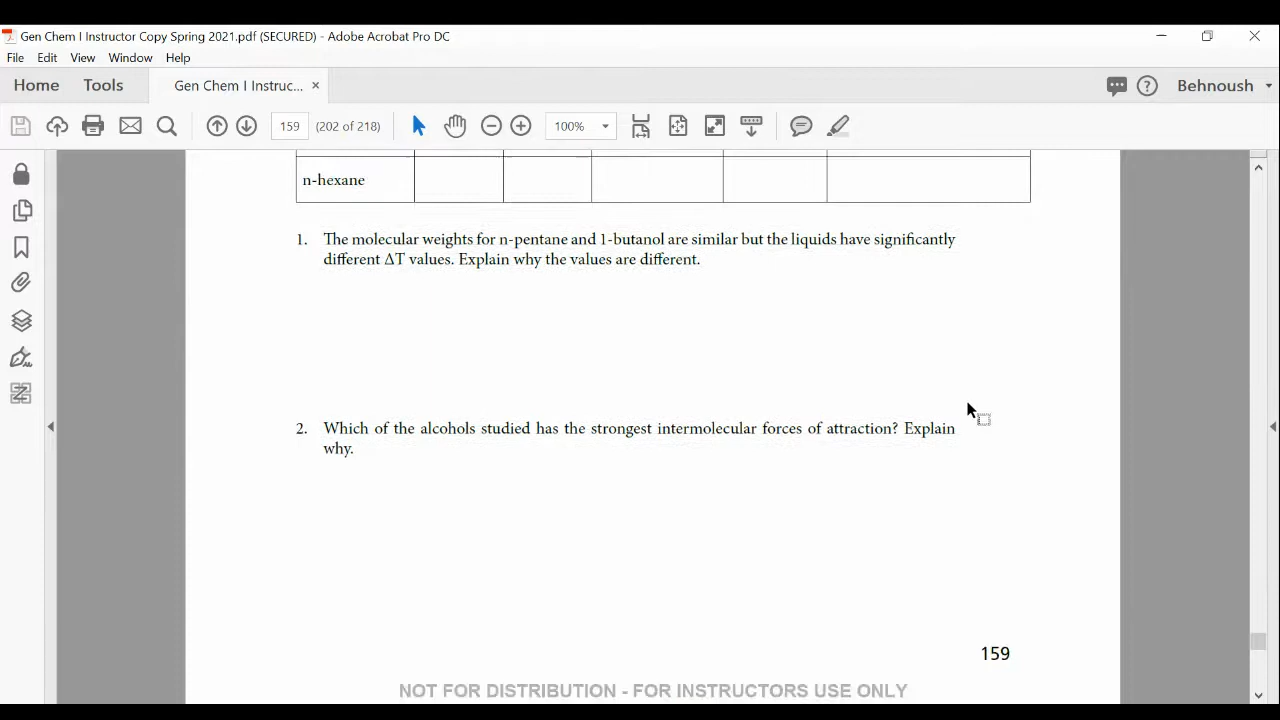 Gen Chem I Instructor Copy Spring 2021.pdf (SECURED) - Adobe Acrobat Pro DC
File Edit View Window Help
Home Tools Gen Chem I Instruc... × Behnoush
159 (202 of 218) 100%
n-hexane
1. The molecular weights for n-pentane and 1-butanol are similar but the liquids have significantly
different ΔT values. Explain why the values are different.
2. Which of the alcohols studied has the strongest intermolecular forces of attraction? Explain
why.
159
NOT FOR DISTRIBUTION - FOR INSTRUCTORS USE ONLY